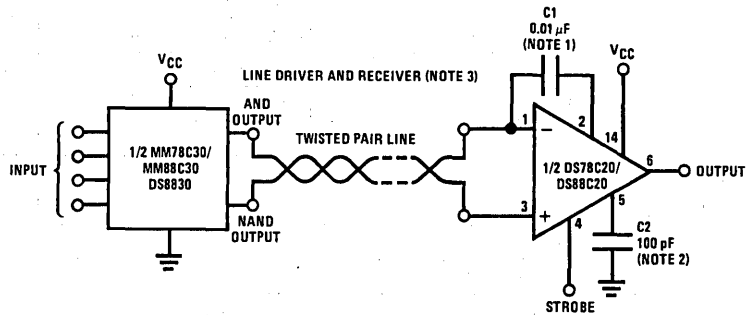 C1
0.01 μF
(NOTE 1)
VCC
VCC
LINE DRIVER AND RECEIVER (NOTE 3)
AND
OUTPUT
TWISTED PAIR LINE
INPUT
1/2 MM78C30/
MM88C30
DS8830
NAND
OUTPUT
1
−
2
14
1/2 DS78C20/
DS88C20
6
OUTPUT
3
+
4
5
C2
100 pF
(NOTE 2)
STROBE